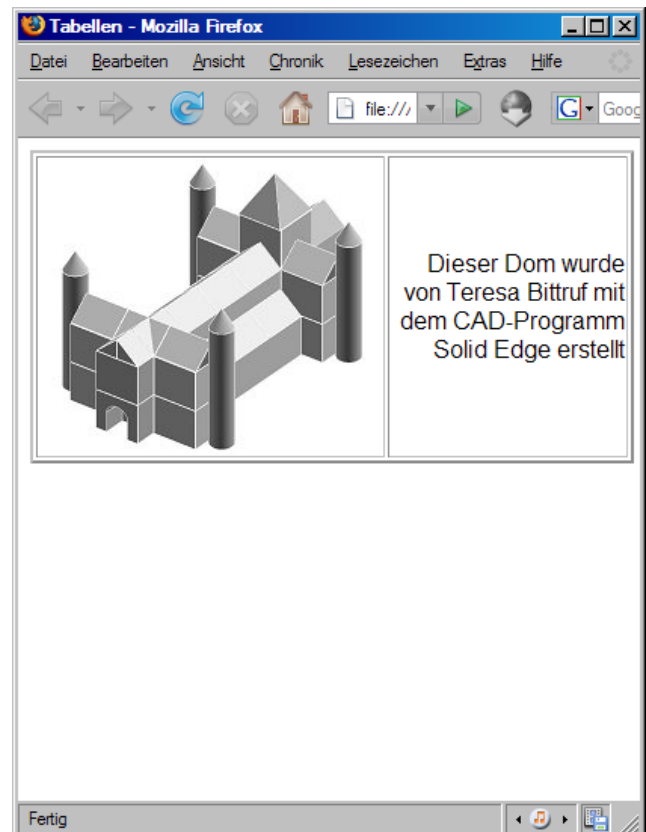 Tabellen - Mozilla Firefox
Datei Bearbeiten Ansicht Chronik Lesezeichen Extras Hilfe
file:/// G Goog
Dieser Dom wurde
von Teresa Bittruf mit
dem CAD-Programm
Solid Edge erstellt
Fertig